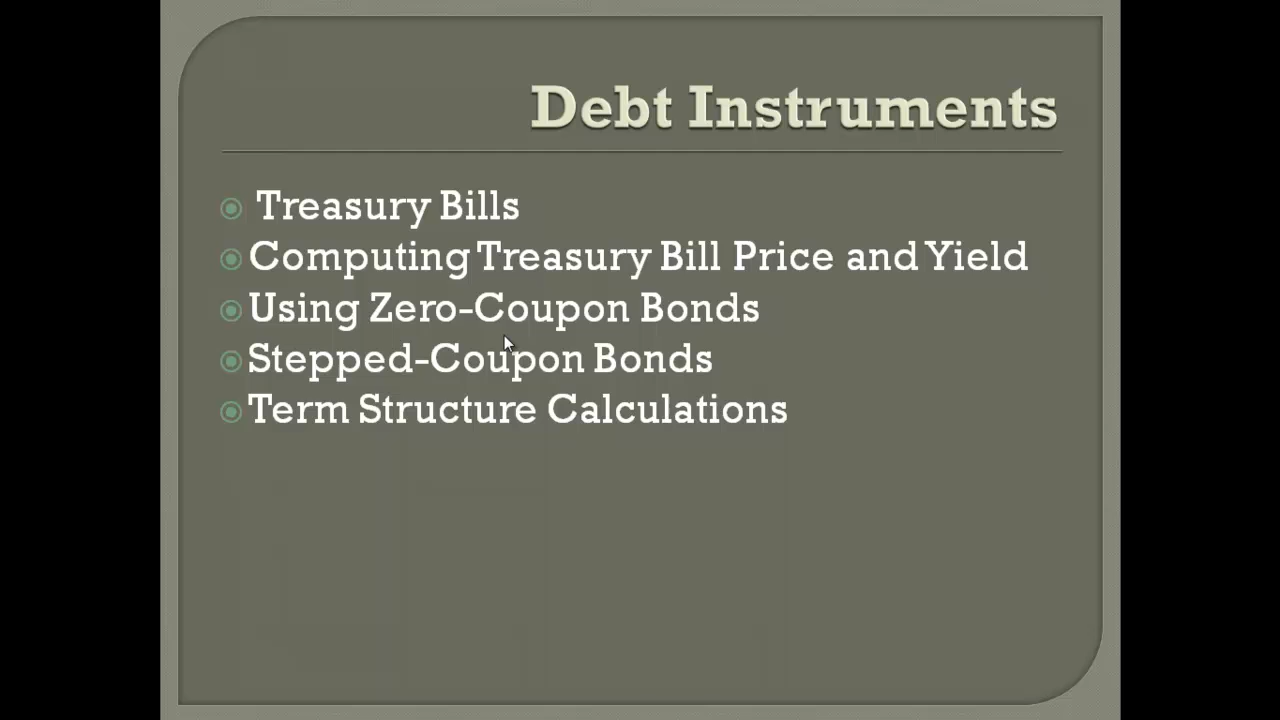 Debt Instruments
Treasury Bills
Computing Treasury Bill Price and Yield
Using Zero-Coupon Bonds
Stepped-Coupon Bonds
Term Structure Calculations